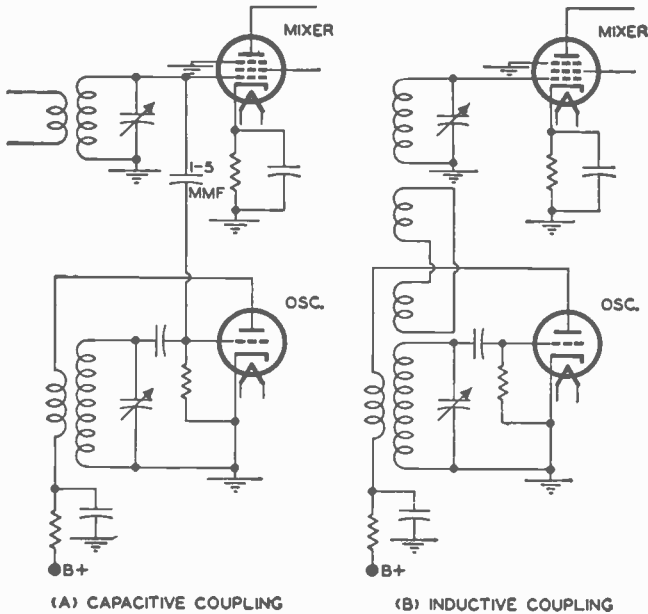 MIXER
MIXER
1-5
MMF
OSC.
OSC.
B+
B+
(A) CAPACITIVE COUPLING
(B) INDUCTIVE COUPLING